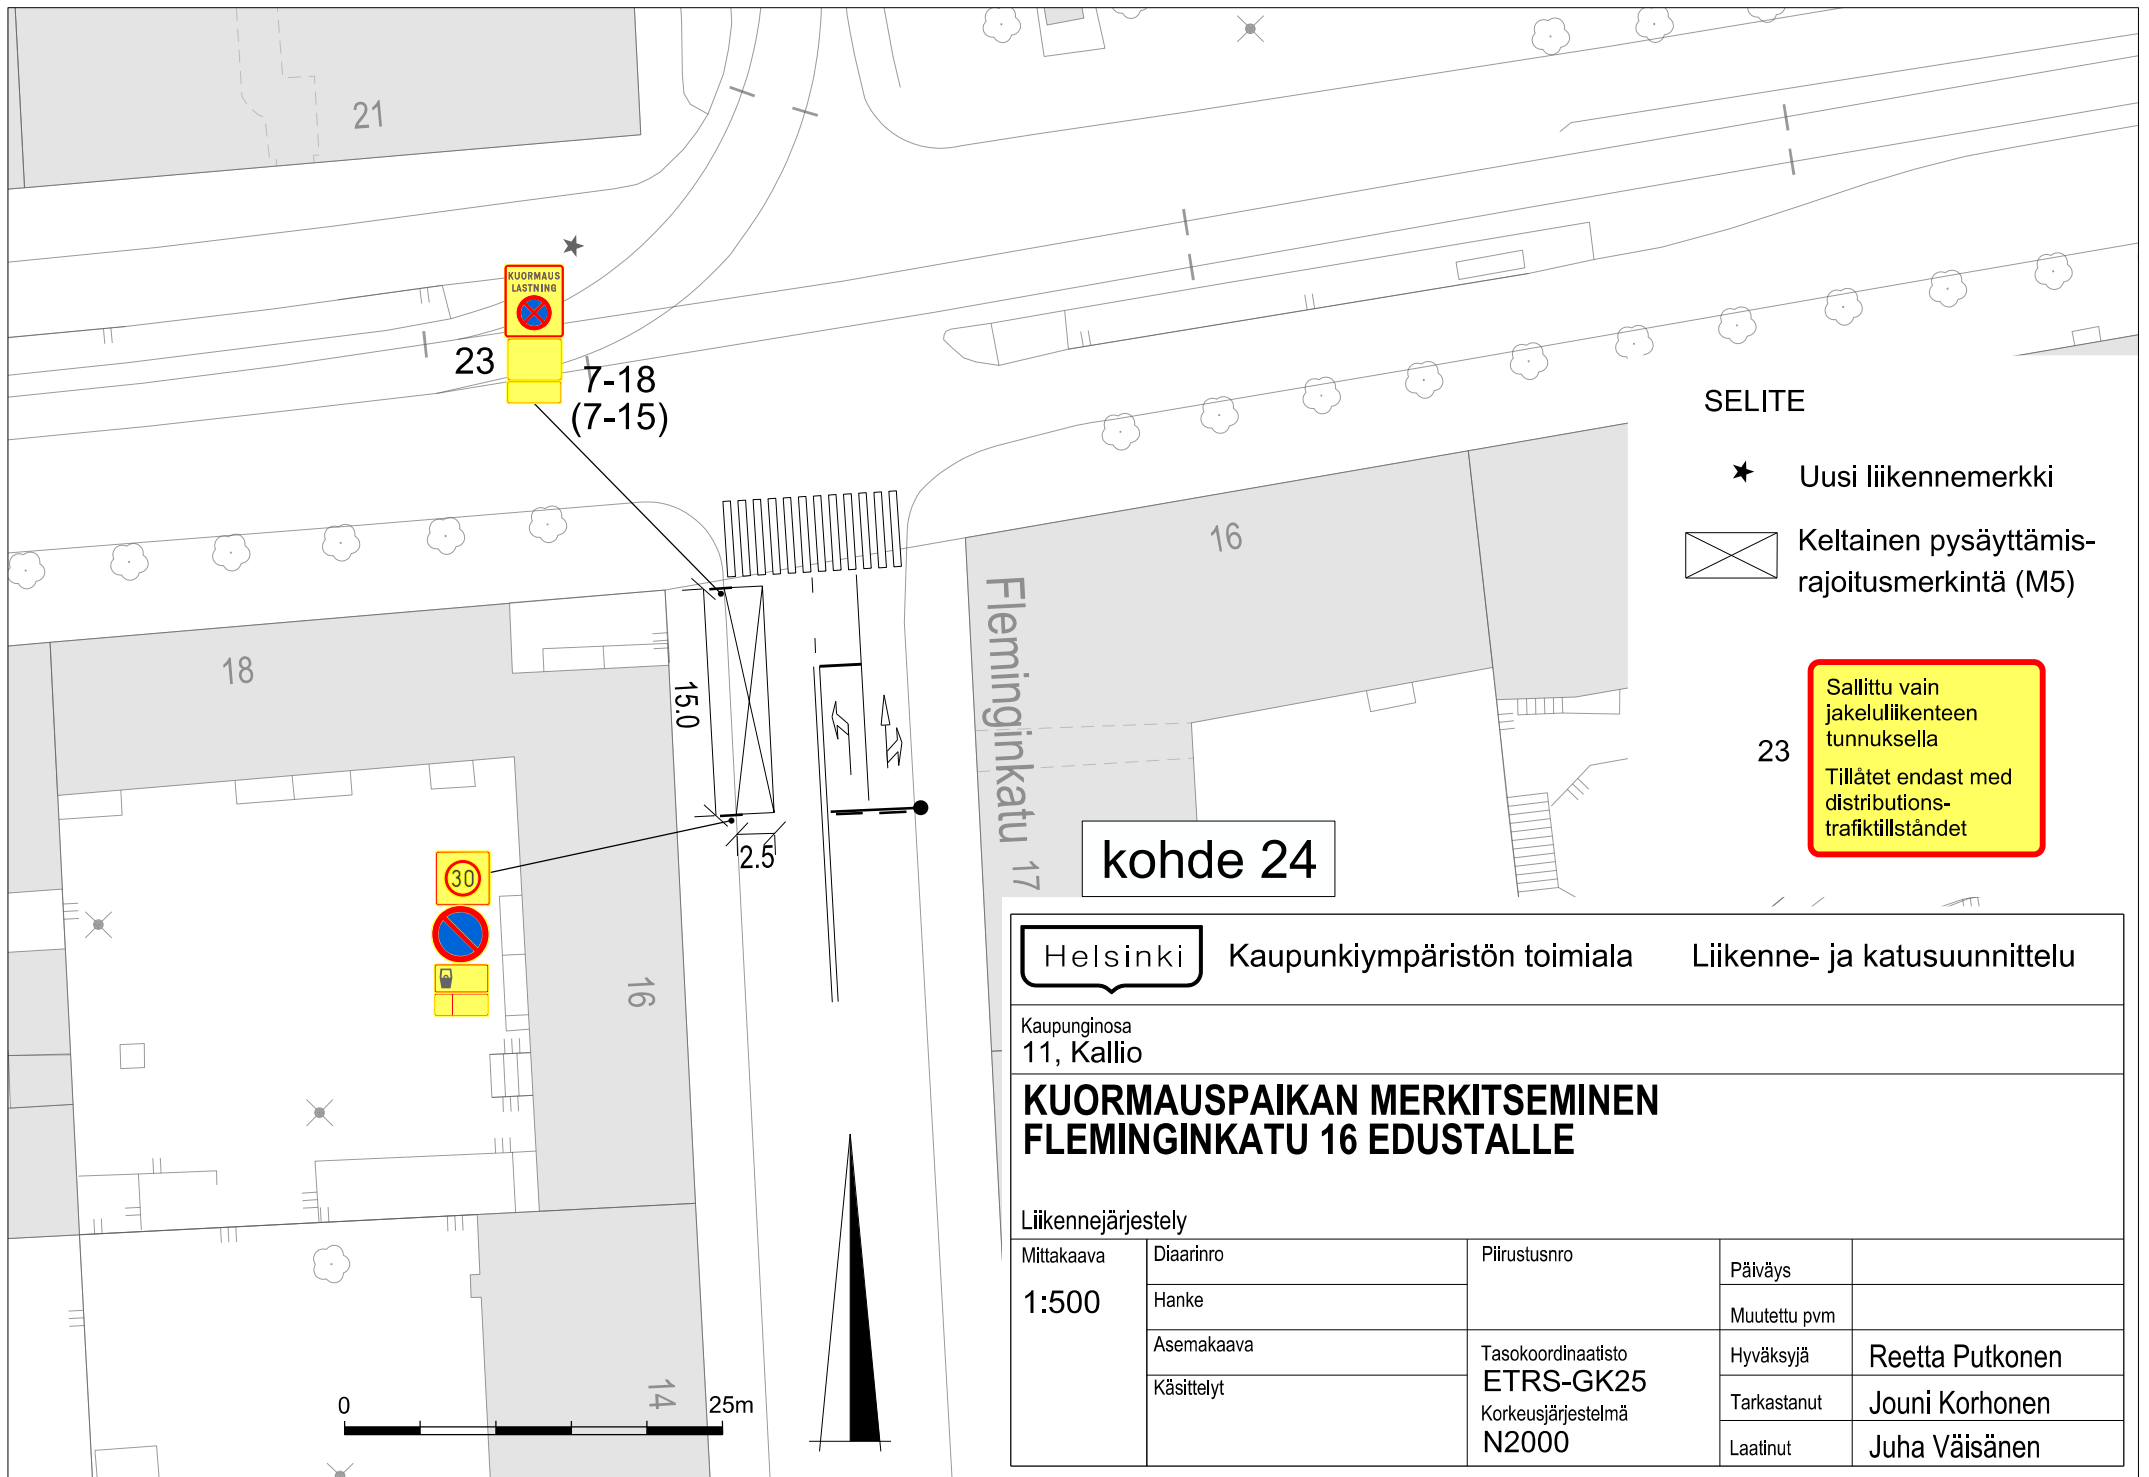 21
KUORMAUS
LASTNING
23
7-18
(7-15)
SELITE
Uusi liikennemerkki
Keltainen pysäyttämis-
rajoitusmerkintä (M5)
16
18
Fleminginkatu 17
15.0
2.5
23
Sallittu vain
jakeluliikenteen
tunnuksella
Tillåtet endast med
distributions-
trafiktillståndet
30
16
kohde 24
14
0
25m
Helsinki
Kaupunkiympäristön toimiala
Liikenne- ja katusuunnittelu
Kaupunginosa
11, Kallio
KUORMAUSPAIKAN MERKITSEMINEN
FLEMINGINKATU 16 EDUSTALLE
Liikennejärjestely
Mittakaava
1:500
Diaarinro
Hanke
Asemakaava
Käsittelyt
Piirustusnro
Tasokoordinaatisto
ETRS-GK25
Korkeusjärjestelmä
N2000
Päiväys
Muutettu pvm
Hyväksyjä
Reetta Putkonen
Tarkastanut
Jouni Korhonen
Laatinut
Juha Väisänen